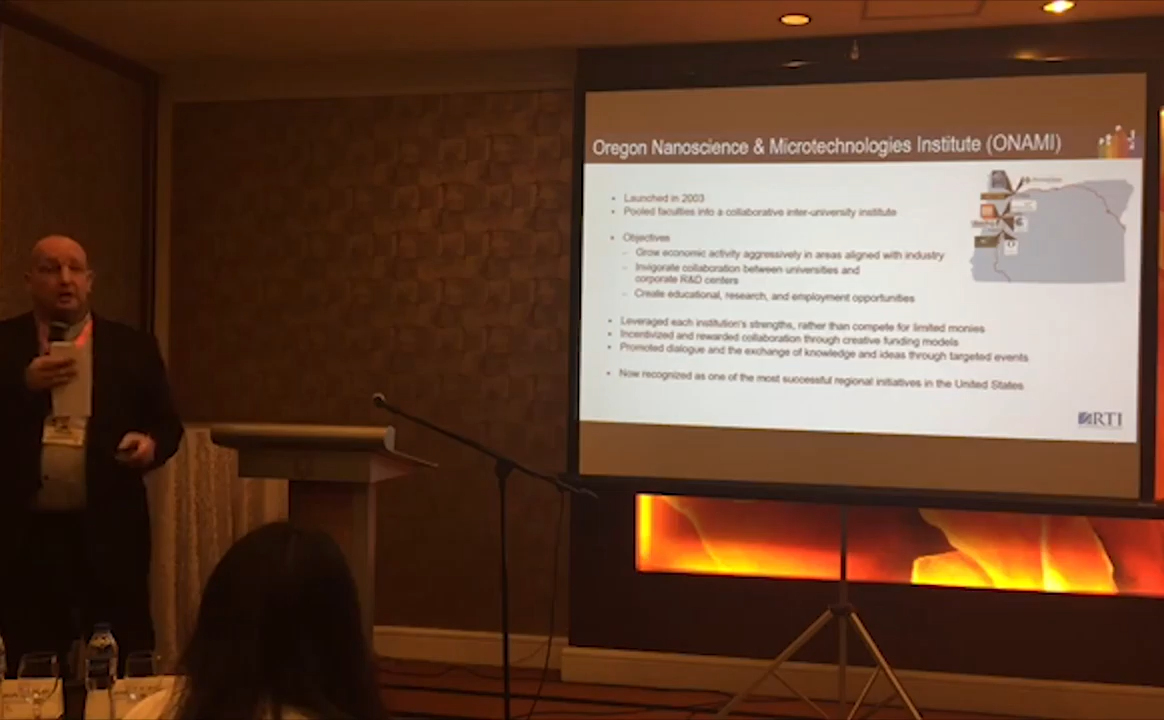 Oregon Nanoscience & Microtechnologies Institute (ONAMI)
Launched in 2003
Pooled faculties into a collaborative inter-university institute
Objectives
Grow economic activity aggressively in areas aligned with industry
Invigorate collaboration between universities and
corporate R&D centers
Create educational, research, and employment opportunities
Leveraged each institution's strengths, rather than compete for limited monies
Incentivized and rewarded collaboration through creative funding models
Promoted dialogue and the exchange of knowledge and ideas through targeted events
Now recognized as one of the most successful regional initiatives in the United States
RTI